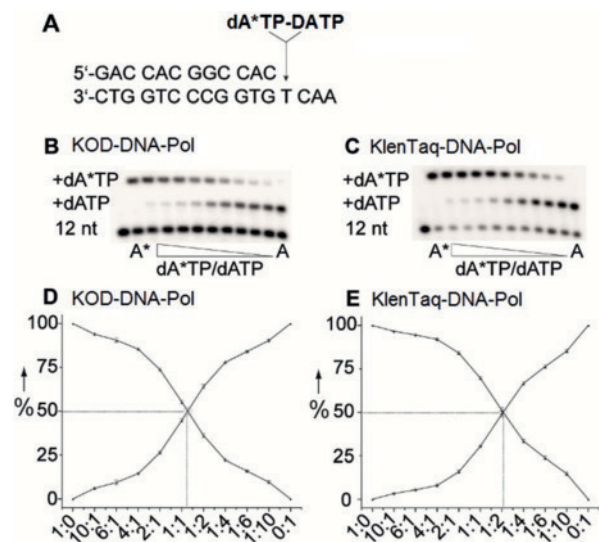 A
dA*TP-DATP
5'-GAC CAC GGC CAC
3'-CTG GTC CCG GTG T CAA
B KOD-DNA-Pol
+dA*TP
+dATP
12 nt
A* A
dA*TP/dATP
C KlenTaq-DNA-Pol
+dA*TP
+dATP
12 nt
A* A
dA*TP/dATP
D KOD-DNA-Pol
100
75
% 50
25
0
1:0 10:1 6:1 4:1 2:1 1:1 1:2 1:4 1:6 1:10 0:1
E KlenTaq-DNA-Pol
100
75
% 50
25
0
1:0 10:1 6:1 4:1 2:1 1:1 1:2 1:4 1:6 1:10 0:1